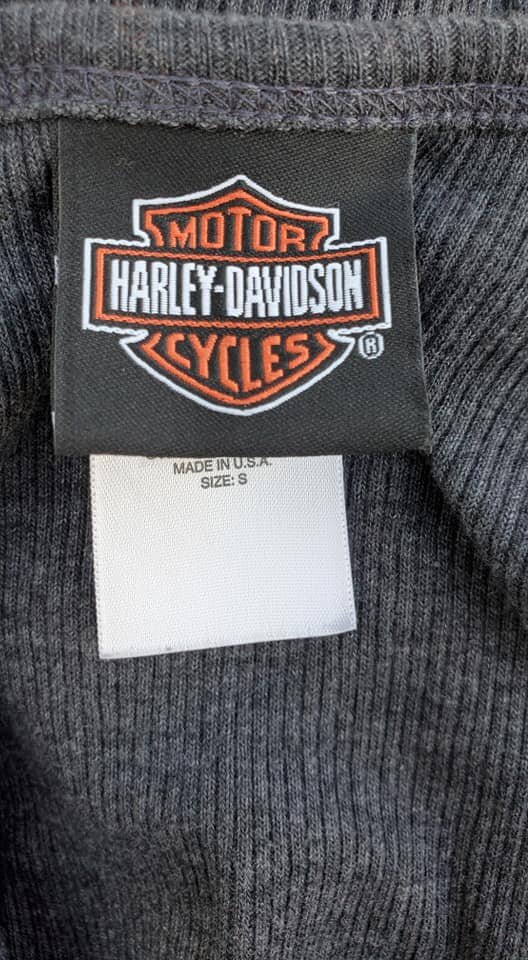 MOTOR
HARLEY-DAVIDSON
CYCLES
®
MADE IN U.S.A.
SIZE: S